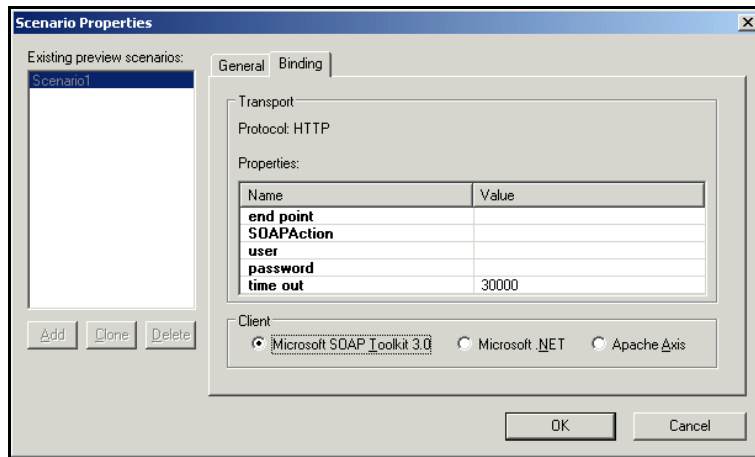 Scenario Properties
Existing preview scenarios:
Scenario1
Add Clone Delete
General Binding
Transport
Protocol: HTTP
Properties:
Name Value
end point
SOAPAction
user
password
time out 30000
Client
Microsoft SOAP Toolkit 3.0 Microsoft .NET Apache Axis
OK Cancel